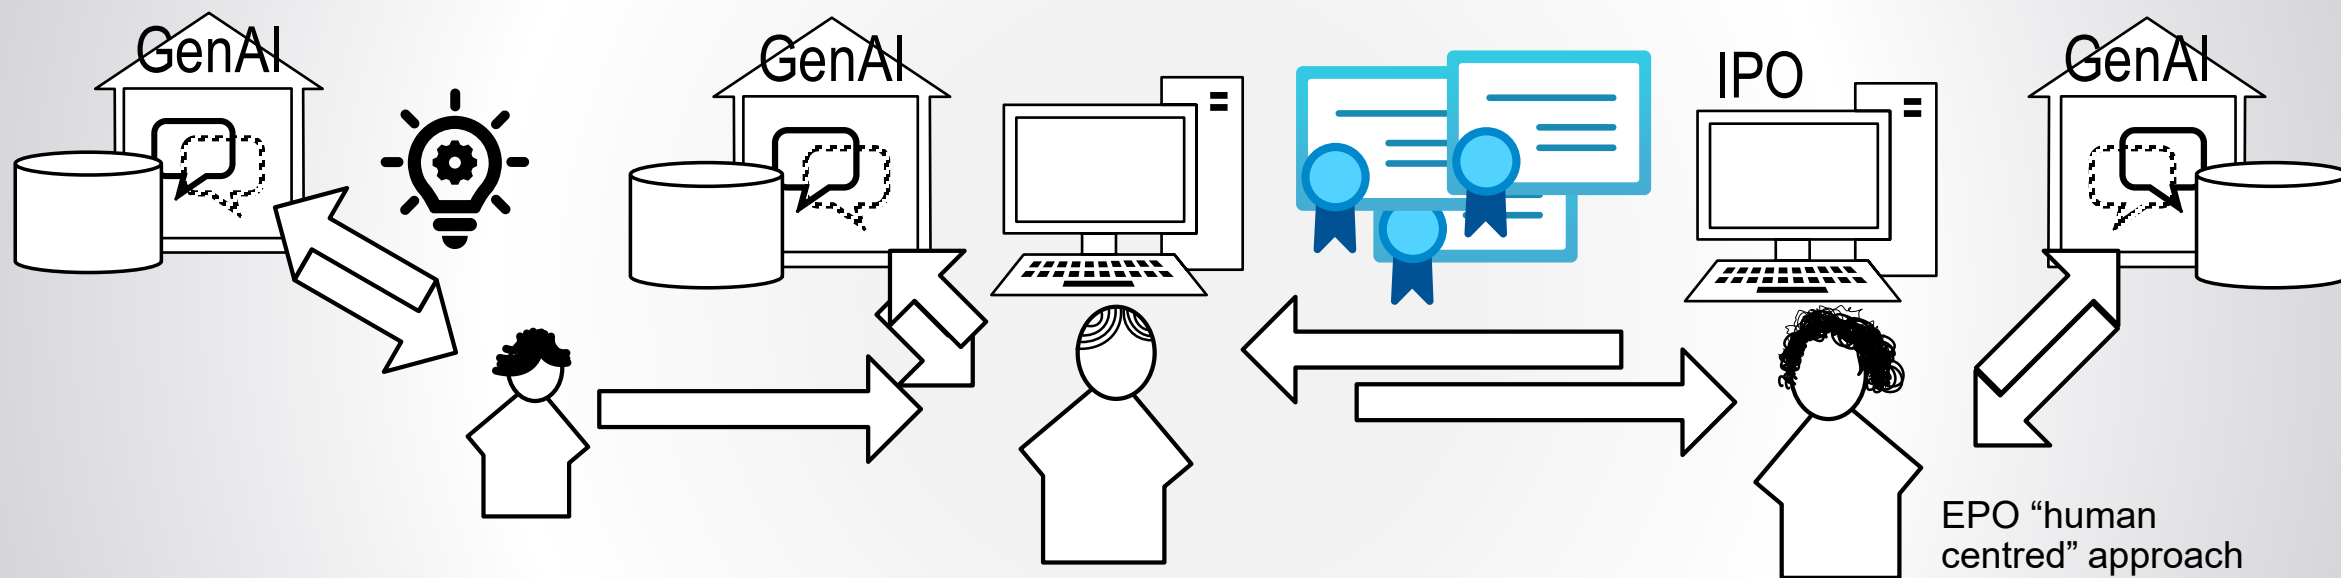 GenAI
GenAI
IPO
GenAI
EPO “human
centred” approach